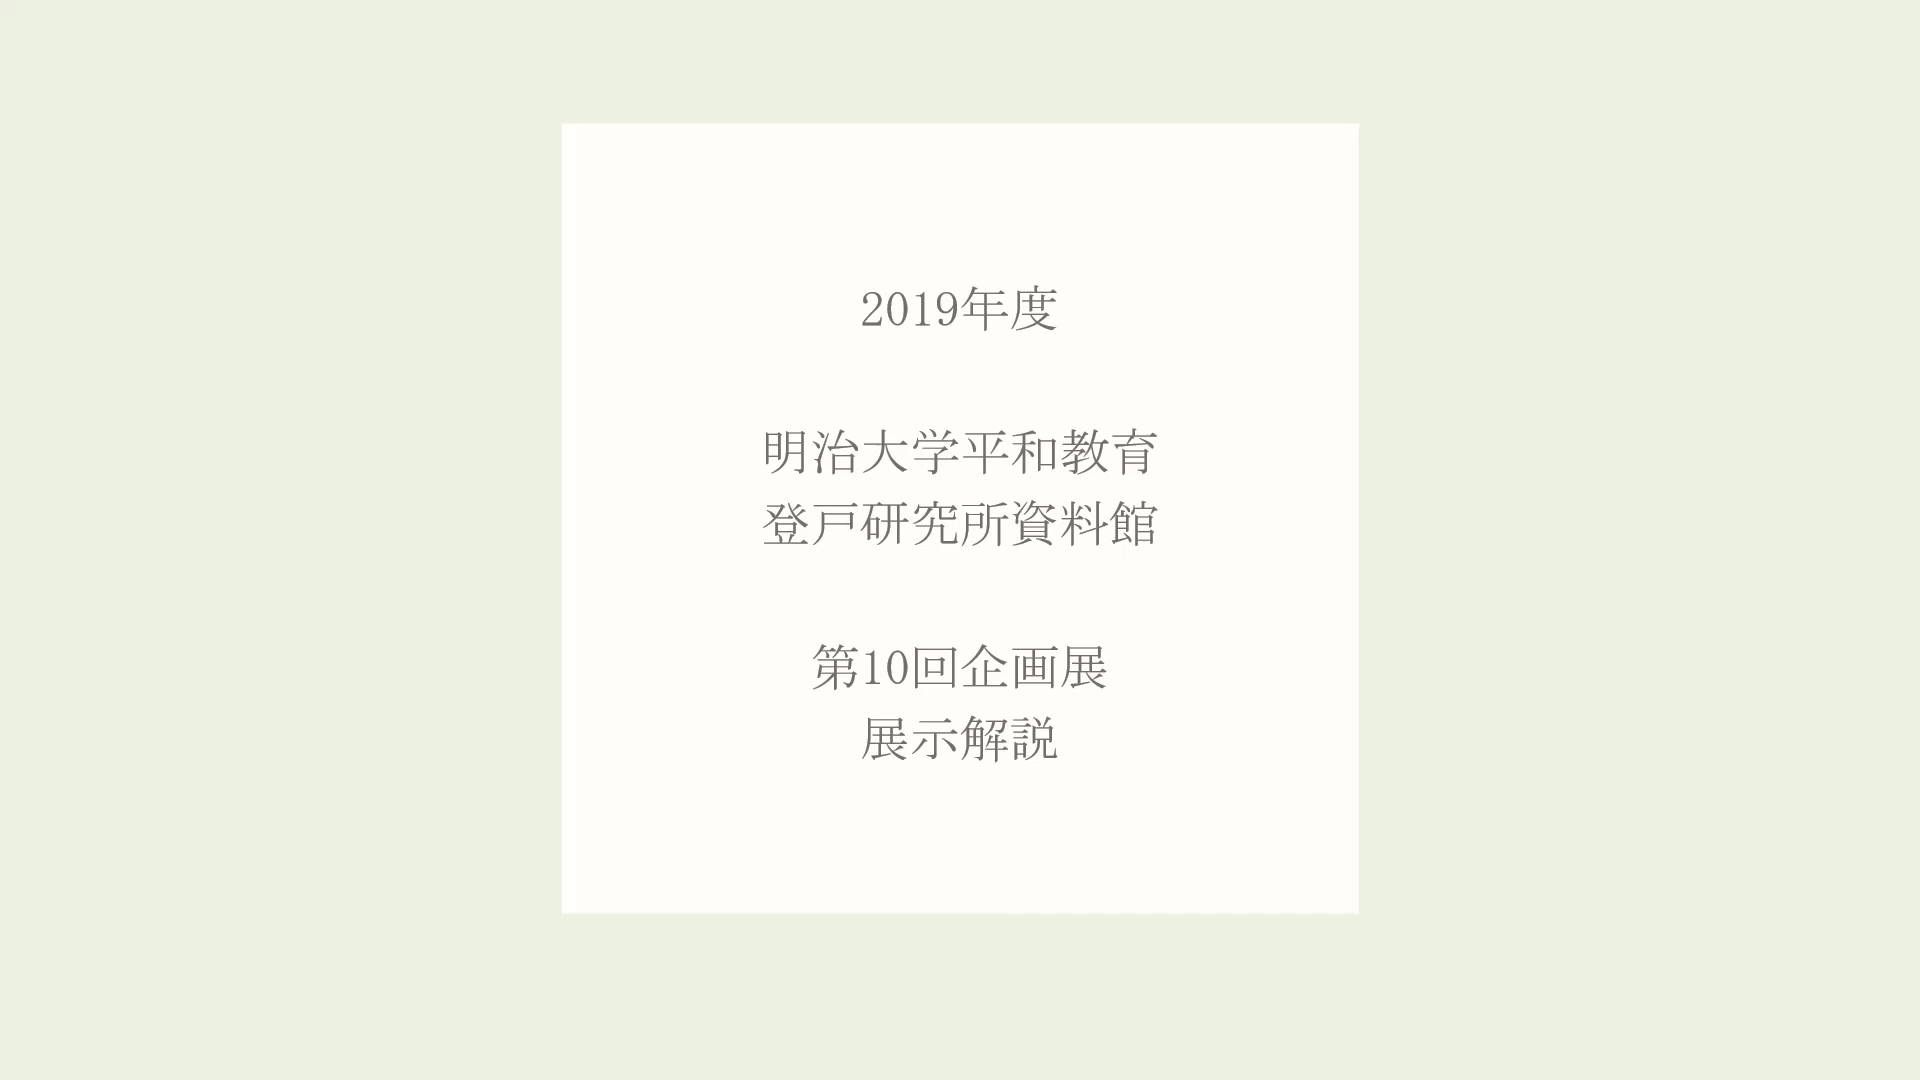 2019年度
明治大学平和教育
登戸研究所資料館
第10回企画展
展示解説